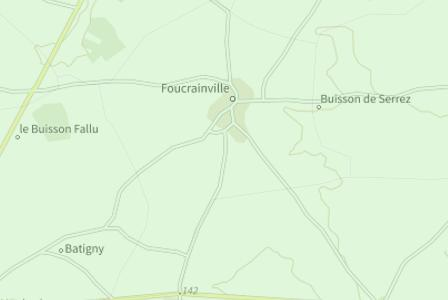 Foucrainville
Buisson de Serrez
le Buisson Fallu
Batigny
142